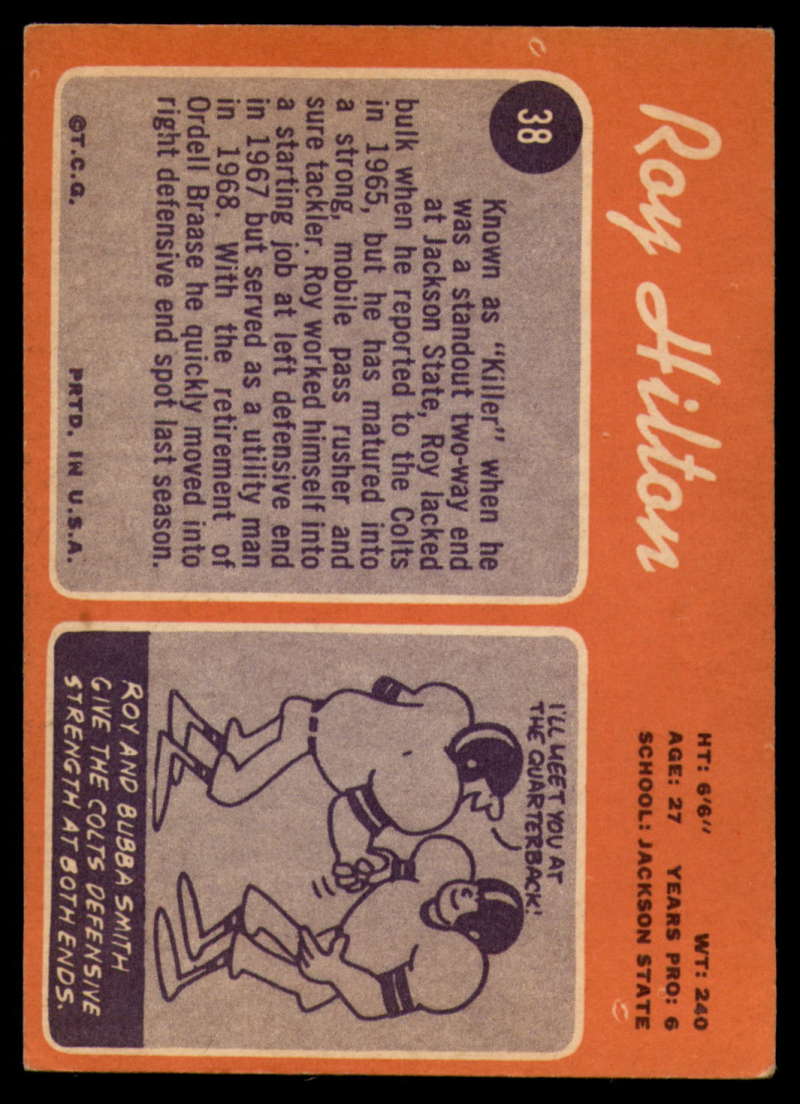 Roy Hilton
HT: 6'6" WT: 240
AGE: 27 YEARS PRO: 6
SCHOOL: JACKSON STATE
38
Known as "Killer" when he
was a standout two-way end
at Jackson State, Roy lacked
bulk when he reported to the Colts
in 1965, but he has matured into
a strong, mobile pass rusher and
sure tackler. Roy worked himself into
a starting job at left defensive end
in 1967 but served as a utility man
in 1968. With the retirement of
Ordell Braase he quickly moved into
right defensive end spot last season.
©T.C.G. PRTD. IN U.S.A.
I'LL MEET YOU AT
THE QUARTERBACK!
ROY AND BUBBA SMITH
GIVE THE COLTS DEFENSIVE
STRENGTH AT BOTH ENDS.